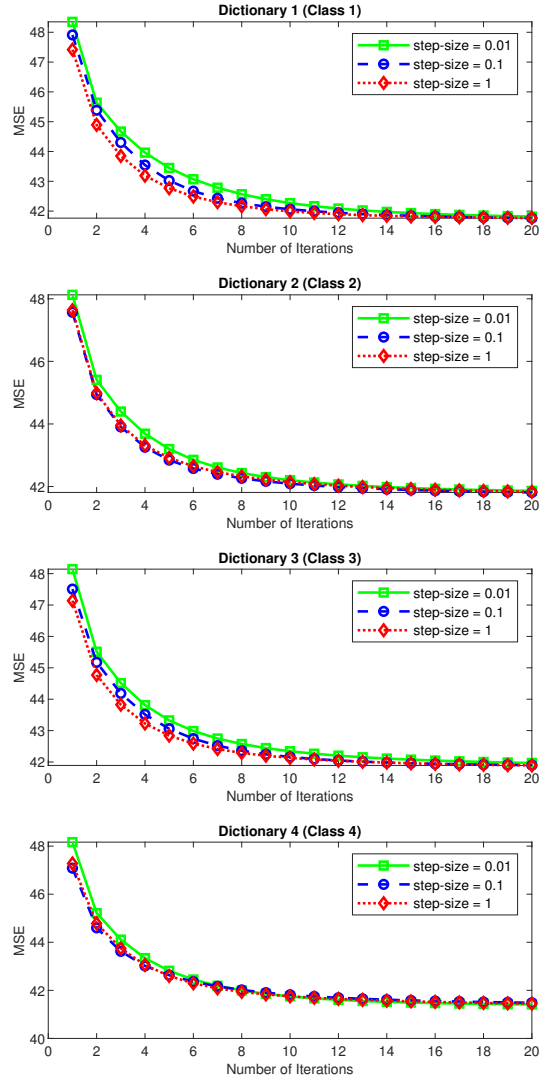 Dictionary 1 (Class 1)
48
47
46
45
44
43
42
MSE
step-size = 0.01
step-size = 0.1
step-size = 1
0 2 4 6 8 10 12 14 16 18 20
Number of Iterations
Dictionary 2 (Class 2)
48
46
44
42
MSE
step-size = 0.01
step-size = 0.1
step-size = 1
0 2 4 6 8 10 12 14 16 18 20
Number of Iterations
Dictionary 3 (Class 3)
48
47
46
45
44
43
42
MSE
step-size = 0.01
step-size = 0.1
step-size = 1
0 2 4 6 8 10 12 14 16 18 20
Number of Iterations
Dictionary 4 (Class 4)
48
46
44
42
40
MSE
step-size = 0.01
step-size = 0.1
step-size = 1
0 2 4 6 8 10 12 14 16 18 20
Number of Iterations